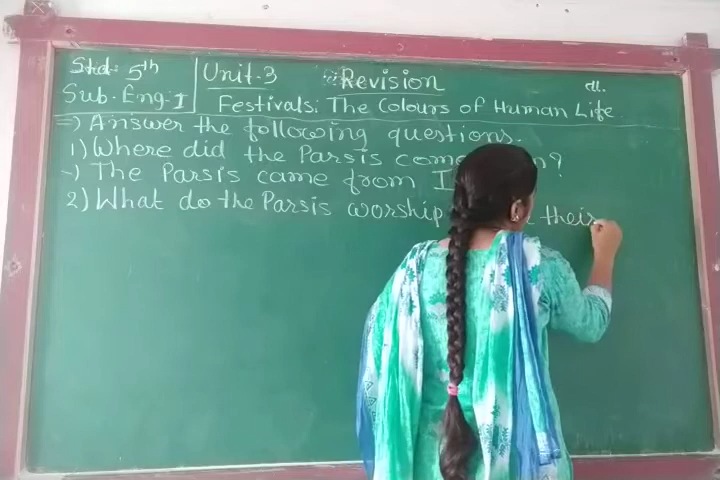 Std: 5th
Sub. Eng-I
Unit-3 Revision dt.
Festivals: The Colours of Human Life
=) Answer the following questions.
1) Where did the Parsis come ?
-) The Parsis came from
2) What do the Parsis worship their